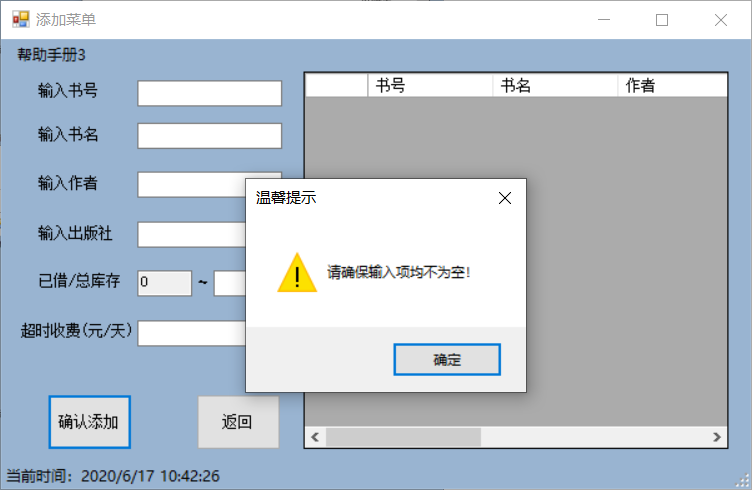 添加菜单
帮助手册3
输入书号
输入书名
输入作者
输入出版社
已借/总库存 0 ~
超时收费(元/天)
确认添加 返回
书号 书名 作者
温馨提示
请确保输入项均不为空!
确定
当前时间: 2020/6/17 10:42:26